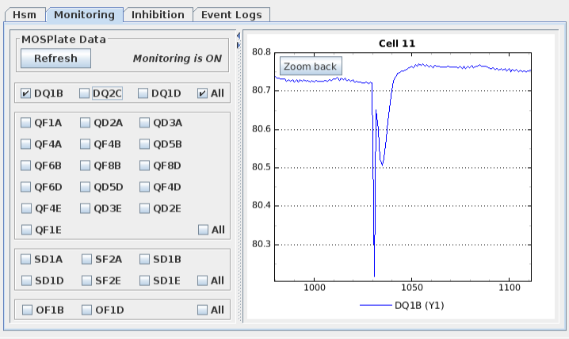 Hsm Monitoring Inhibition Event Logs
MOSPlate Data
Refresh Monitoring is ON
DQ1B DQ2C DQ1D All
QF1A QD2A QD3A
QF4A QF4B QD5B
QF6B QF8B QF8D
QF6D QD5D QF4D
QF4E QD3E QD2E
QF1E All
SD1A SF2A SD1B
SD1D SF2E SD1E All
OF1B OF1D All
Cell 11
Zoom back
80.8
80.7
80.6
80.5
80.4
80.3
1000 1050 1100
DQ1B (Y1)